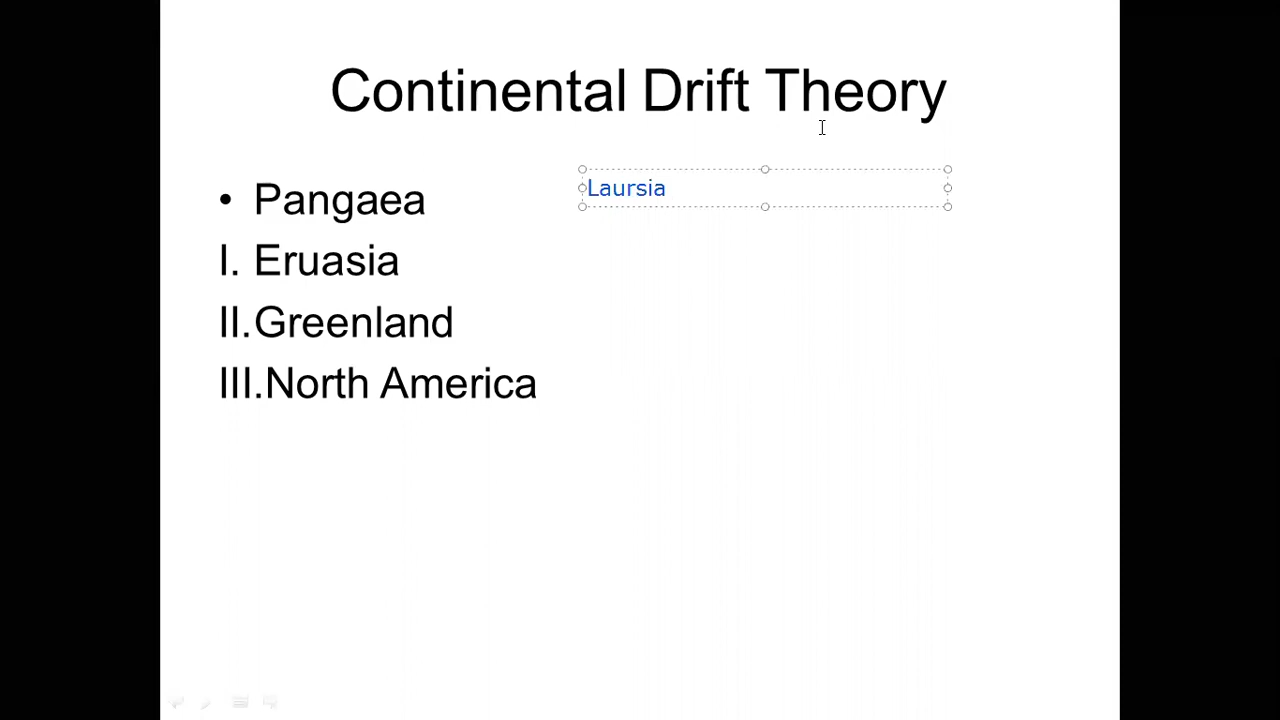 Continental Drift Theory
• Pangaea
Laursia
I. Eruasia
II.Greenland
III.North America